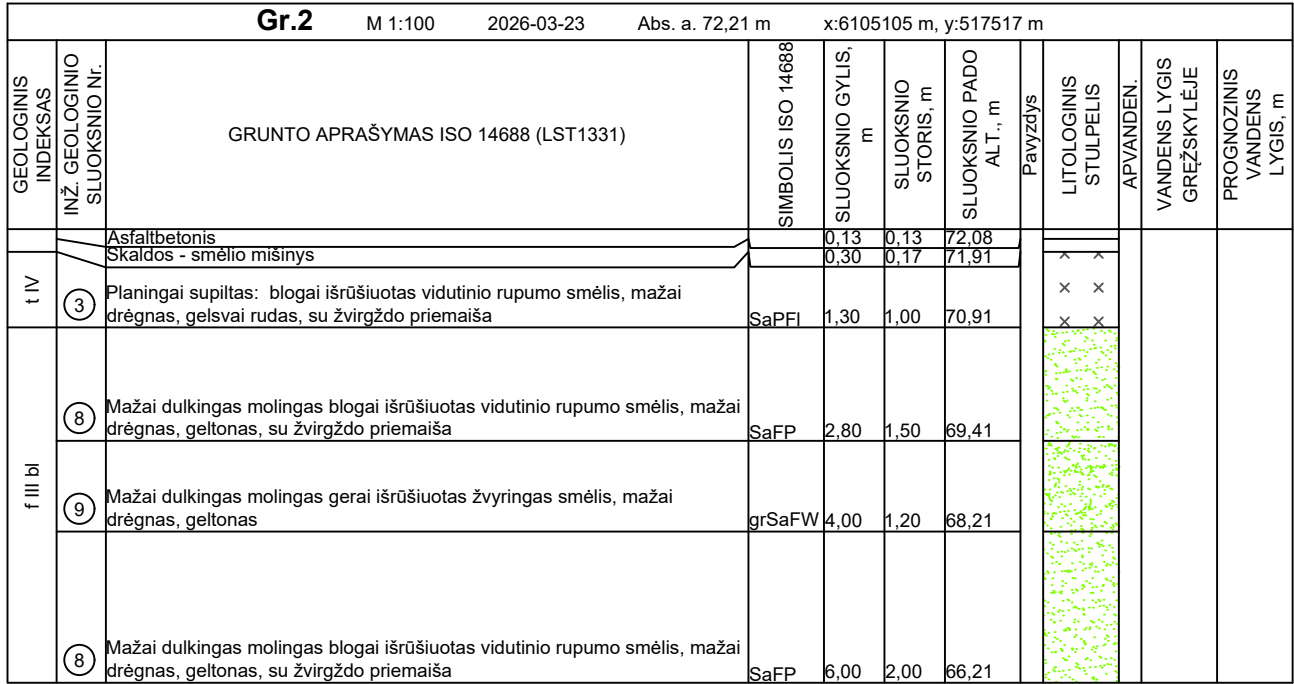 Gr.2 M 1:100 2026-03-23 Abs. a. 72,21 m x:6105105 m, y:517517 m
GEOLOGINIS
INDEKSAS
INŽ. GEOLOGINIO
SLUOKSNIO Nr.
GRUNTO APRAŠYMAS ISO 14688 (LST1331)
SIMBOLIS ISO 14688
SLUOKSNIO GYLIS,
m
SLUOKSNIO
STORIS, m
SLUOKSNIO PADO
ALT., m
Pavyzdys
LITOLOGINIS
STULPELIS
APVANDEN.
VANDENS LYGIS
GRĘŽSKYLĖJE
PROGNOZINIS
VANDENS
LYGIS, m
Asfaltbetonis 0,13 0,13 72,08
Skaldos - smėlio mišinys 0,30 0,17 71,91
t IV
3
Planingai supiltas: blogai išrūšiuotas vidutinio rupumo smėlis, mažai
drėgnas, gelsvai rudas, su žvirgždo priemaiša SaPFl 1,30 1,00 70,91
f III bl
8
Mažai dulkingas molingas blogai išrūšiuotas vidutinio rupumo smėlis, mažai
drėgnas, geltonas, su žvirgždo priemaiša SaFP 2,80 1,50 69,41
9
Mažai dulkingas molingas gerai išrūšiuotas žvyringas smėlis, mažai
drėgnas, geltonas grSaFW 4,00 1,20 68,21
8
Mažai dulkingas molingas blogai išrūšiuotas vidutinio rupumo smėlis, mažai
drėgnas, geltonas, su žvirgždo priemaiša SaFP 6,00 2,00 66,21